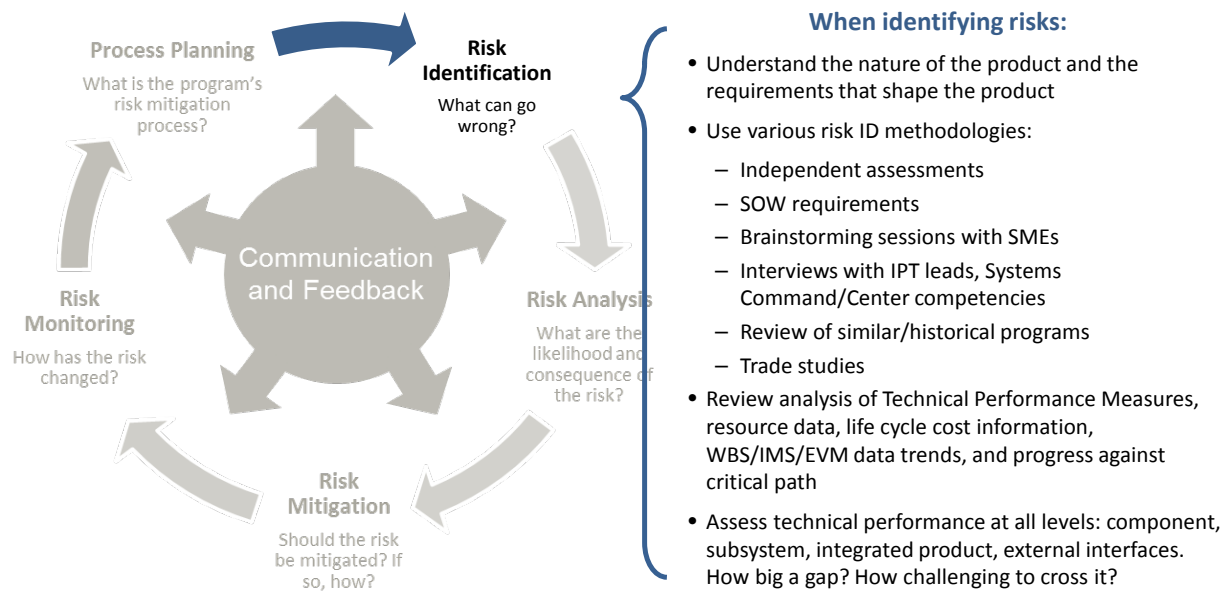 Process Planning
What is the program's
risk mitigation
process?
Risk
Identification
What can go
wrong?
Communication
and Feedback
Risk Analysis
What are the
likelihood and
consequence of
the risk?
Risk
Mitigation
Should the risk
be mitigated? If
so, how?
Risk
Monitoring
How has the risk
changed?
When identifying risks:
• Understand the nature of the product and the
requirements that shape the product
• Use various risk ID methodologies:
– Independent assessments
– SOW requirements
– Brainstorming sessions with SMEs
– Interviews with IPT leads, Systems
Command/Center competencies
– Review of similar/historical programs
– Trade studies
• Review analysis of Technical Performance Measures,
resource data, life cycle cost information,
WBS/IMS/EVM data trends, and progress against
critical path
• Assess technical performance at all levels: component,
subsystem, integrated product, external interfaces.
How big a gap? How challenging to cross it?